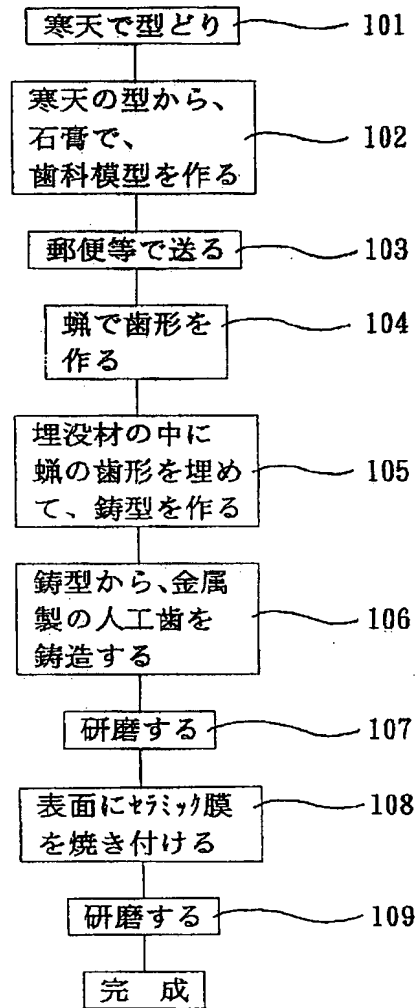 寒天で型どり 101
寒天の型から、
石膏で、
歯科模型を作る
102
郵便等で送る 103
蝋で歯形を
作る
104
埋没材の中に
蝋の歯形を埋め
て、鋳型を作る
105
鋳型から、金属
製の人工歯を
鋳造する
106
研磨する 107
表面にｾﾗﾐｯｸ膜
を焼き付ける
108
研磨する 109
完　成